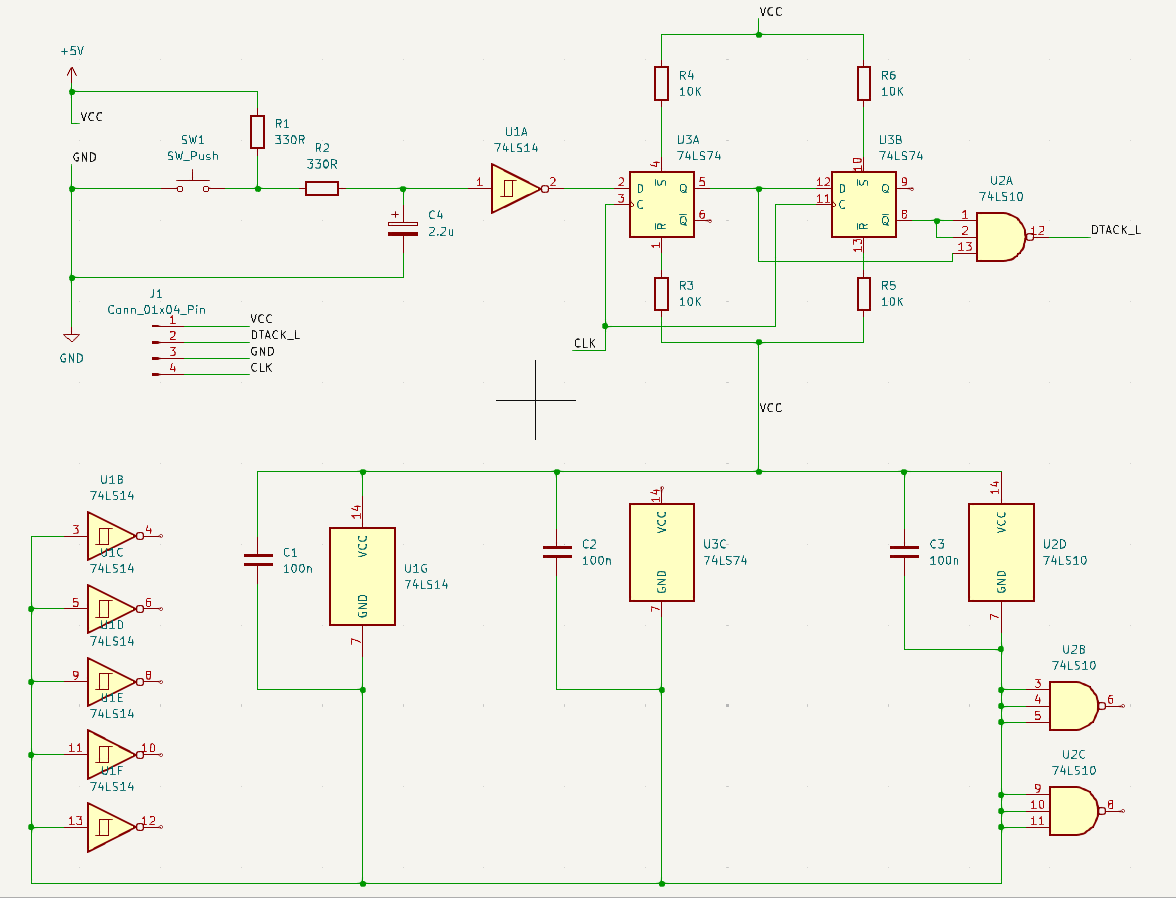 VCC
+5V
VCC
R4
10K
R6
10K
R1
330R
SW1
SW_Push
R2
330R
U1A
74LS14
U3A
74LS74
U3B
74LS74
GND
1
2
4
2
3
D
C
S
R
Q
Q
5
6
1
10
12
11
D
C
S
R
Q
Q
9
8
13
U2A
74LS10
1
2
13
12
DTACK_L
+
C4
2.2u
R3
10K
R5
10K
J1
Conn_01x04_Pin
1
VCC
2
DTACK_L
3
GND
4
CLK
GND
CLK
VCC
U1B
74LS14
3
4
U1C
74LS14
5
6
U1D
74LS14
9
8
U1E
74LS14
11
10
U1F
74LS14
13
12
C1
100n
14
VCC
GND
7
U1G
74LS14
C2
100n
14
VCC
GND
7
U3C
74LS74
C3
100n
14
VCC
GND
7
U2D
74LS10
U2B
74LS10
3
4
5
6
U2C
74LS10
9
10
11
8